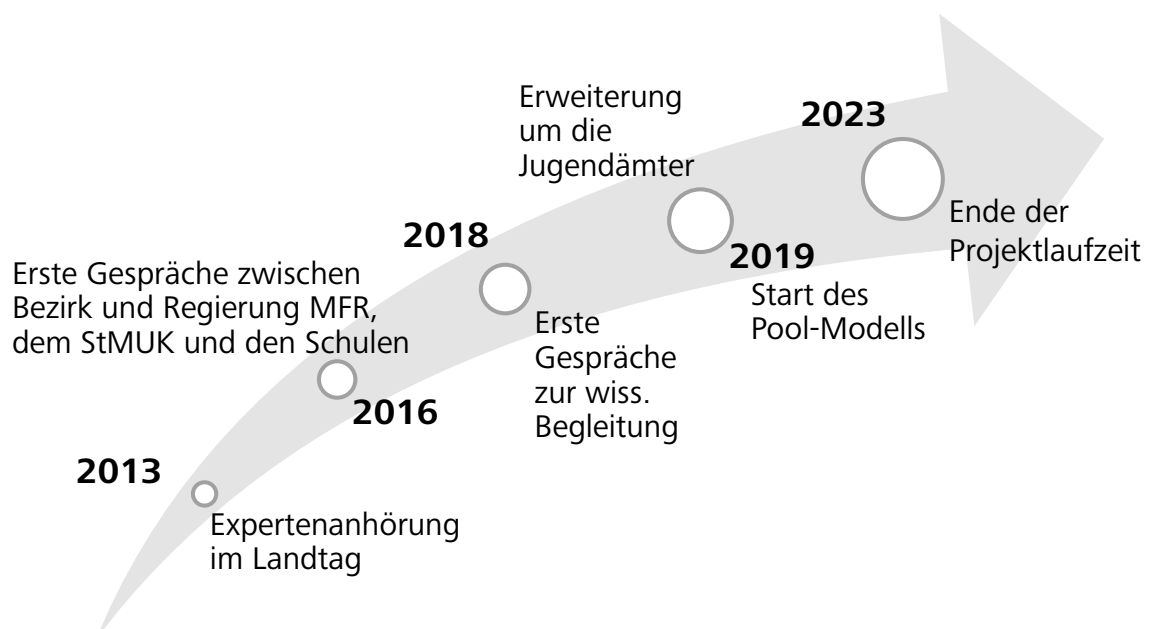 2013
Expertenanhörung
im Landtag
Erste Gespräche zwischen
Bezirk und Regierung MFR,
dem StMUK und den Schulen
2016
2018
Erste
Gespräche
zur wiss.
Begleitung
Erweiterung
um die
Jugendämter
2019
Start des
Pool-Modells
2023
Ende der
Projektlaufzeit